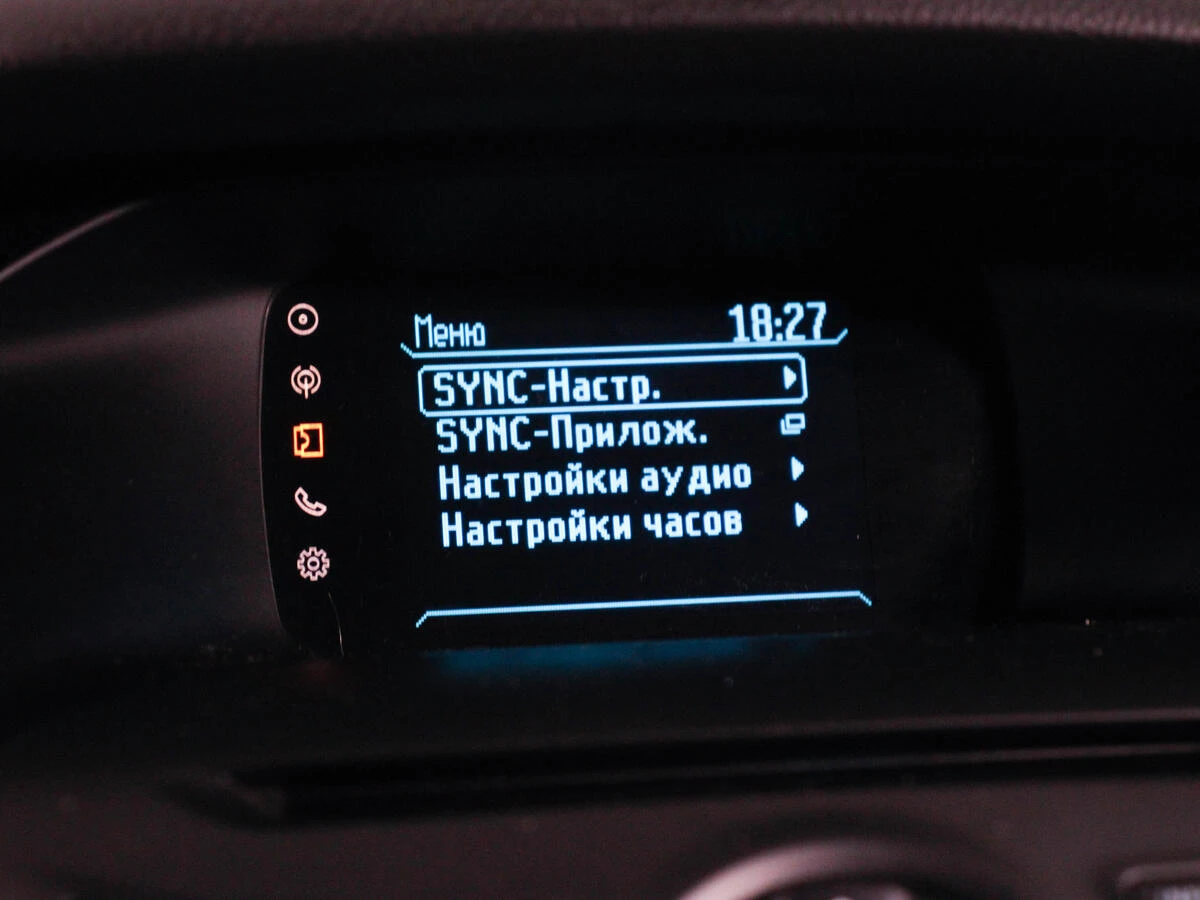 Меню 18:27
SYNC-Настр.
SYNC-Прилож.
Настройки аудио
Настройки часов